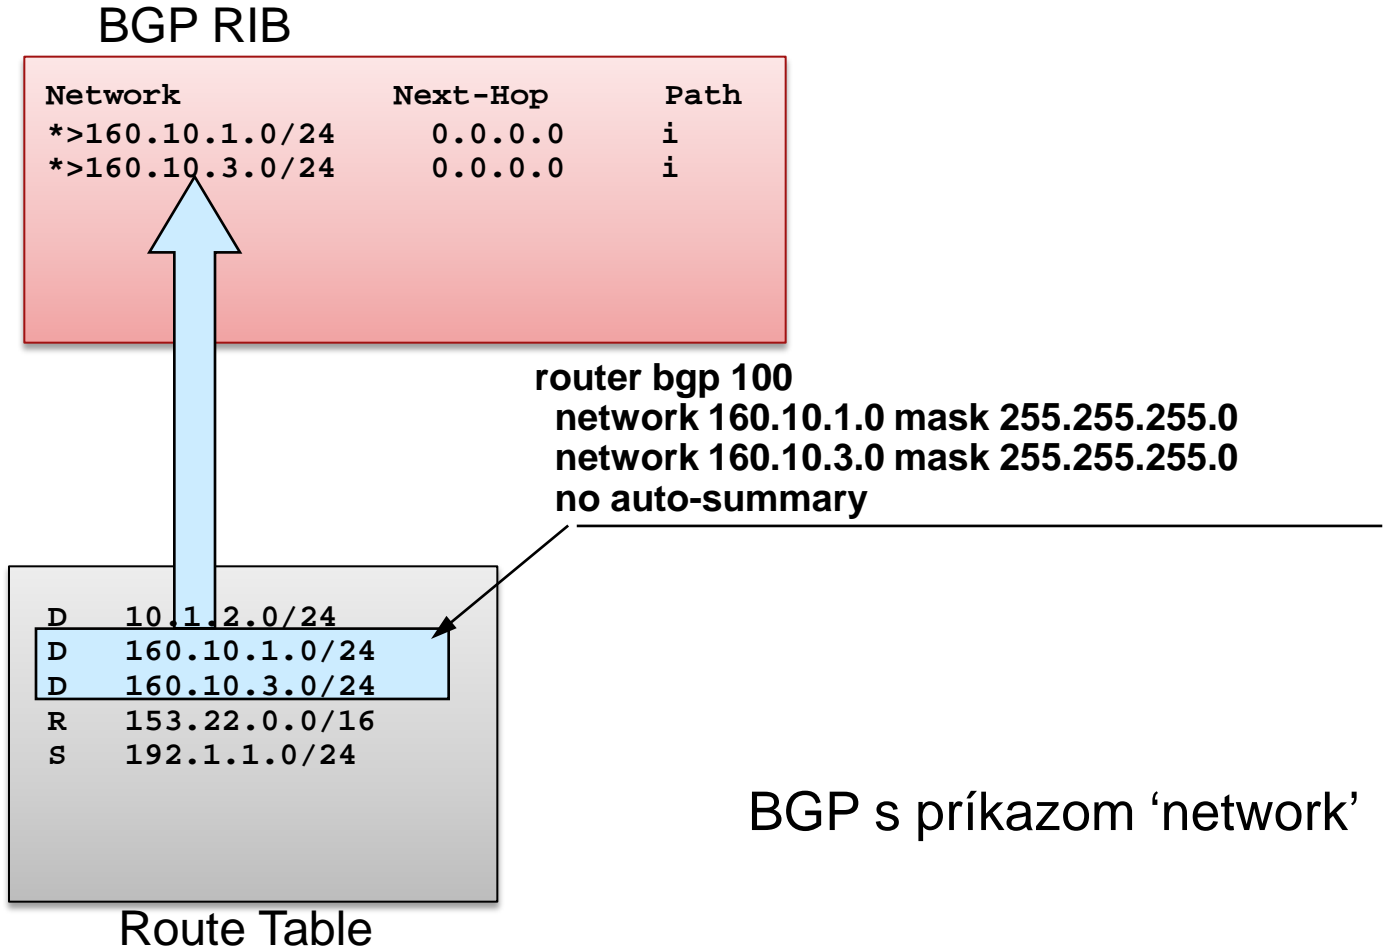 BGP RIB
Network Next-Hop Path
*>160.10.1.0/24 0.0.0.0 i
*>160.10.3.0/24 0.0.0.0 i
router bgp 100
network 160.10.1.0 mask 255.255.255.0
network 160.10.3.0 mask 255.255.255.0
no auto-summary
D 10.1.2.0/24
D 160.10.1.0/24
D 160.10.3.0/24
R 153.22.0.0/16
S 192.1.1.0/24
BGP s príkazom ‘network’
Route Table